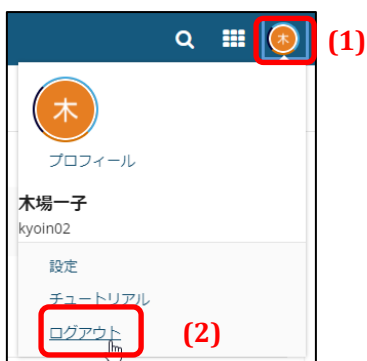 木 (1)
木
プロフィール
木場一子
kyoin02
設定
チュートリアル
ログアウト (2)